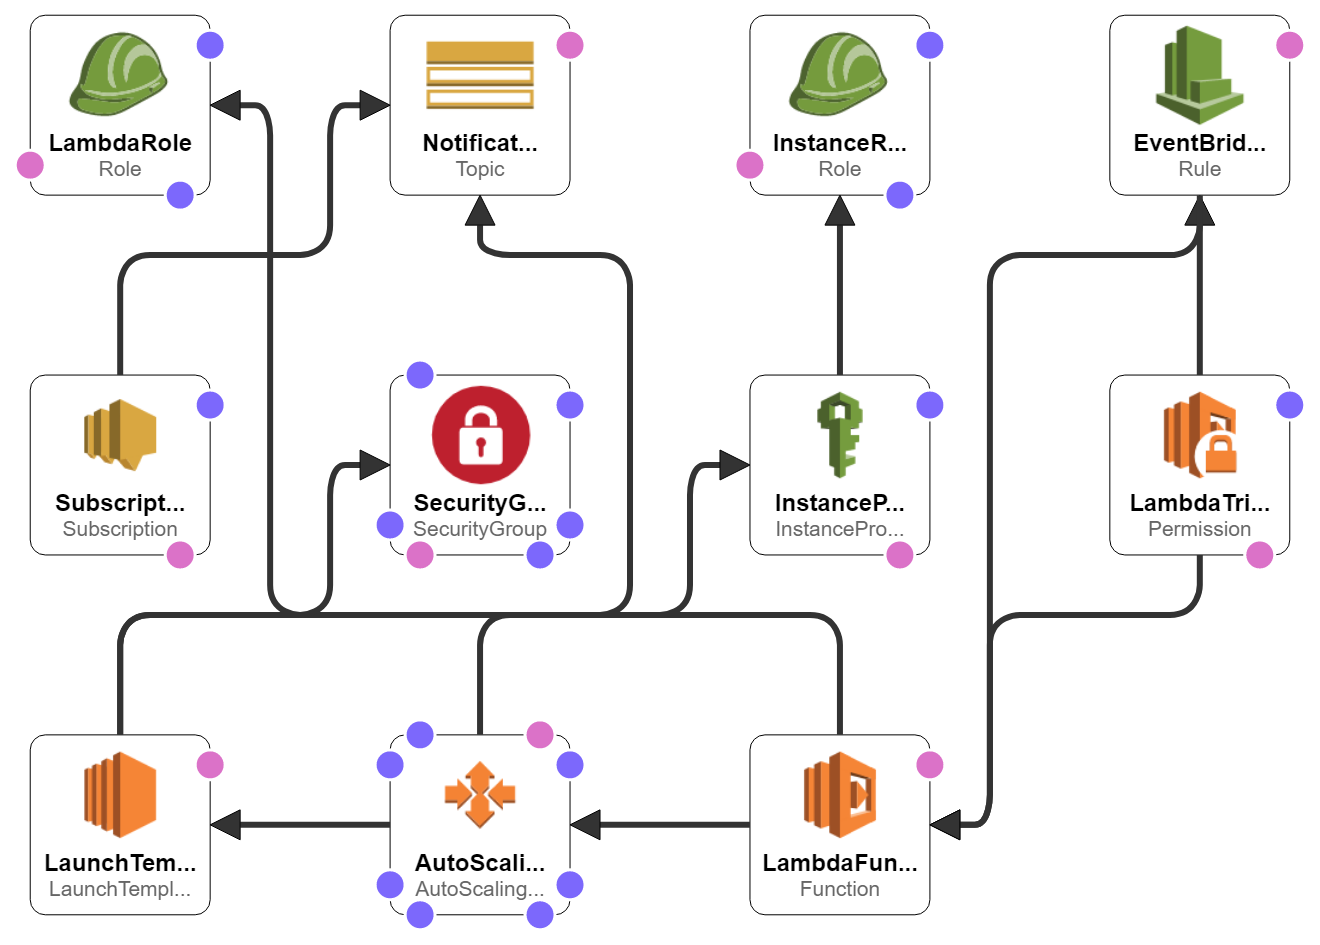 LambdaRole
Role
Notificat...
Topic
InstanceR...
Role
EventBrid...
Rule
Subscript...
Subscription
SecurityG...
SecurityGroup
InstanceP...
InstancePro...
LambdaTri...
Permission
LaunchTem...
LaunchTempl...
AutoScali...
AutoScaling...
LambdaFun...
Function